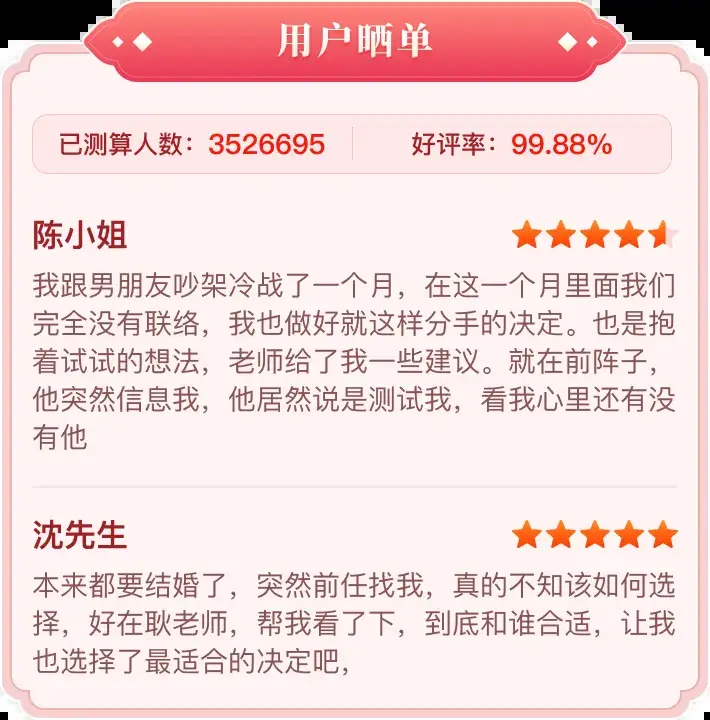 用户晒单
已测算人数：3526695 好评率：99.88%
陈小姐
我跟男朋友吵架冷战了一个月，在这一个月里面我们
完全没有联络，我也做好就这样分手的决定。也是抱
着试试的想法，老师给了我一些建议。就在前阵子，
他突然信息我，他居然说是测试我，看我心里还有没
有他
沈先生
本来都要结婚了，突然前任找我，真的不知该如何选
择，好在耿老师，帮我看了下，到底和谁合适，让我
也选择了最适合的决定吧，